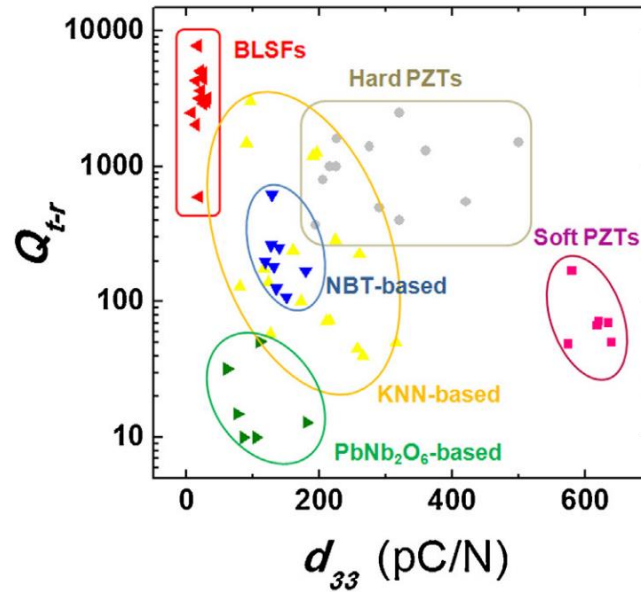 10000
BLSFs
Hard PZTs
1000
Q_{t-r}
Soft PZTs
NBT-based
100
KNN-based
10
PbNb₂O₆-based
0 200 400 600
d₃₃ (pC/N)